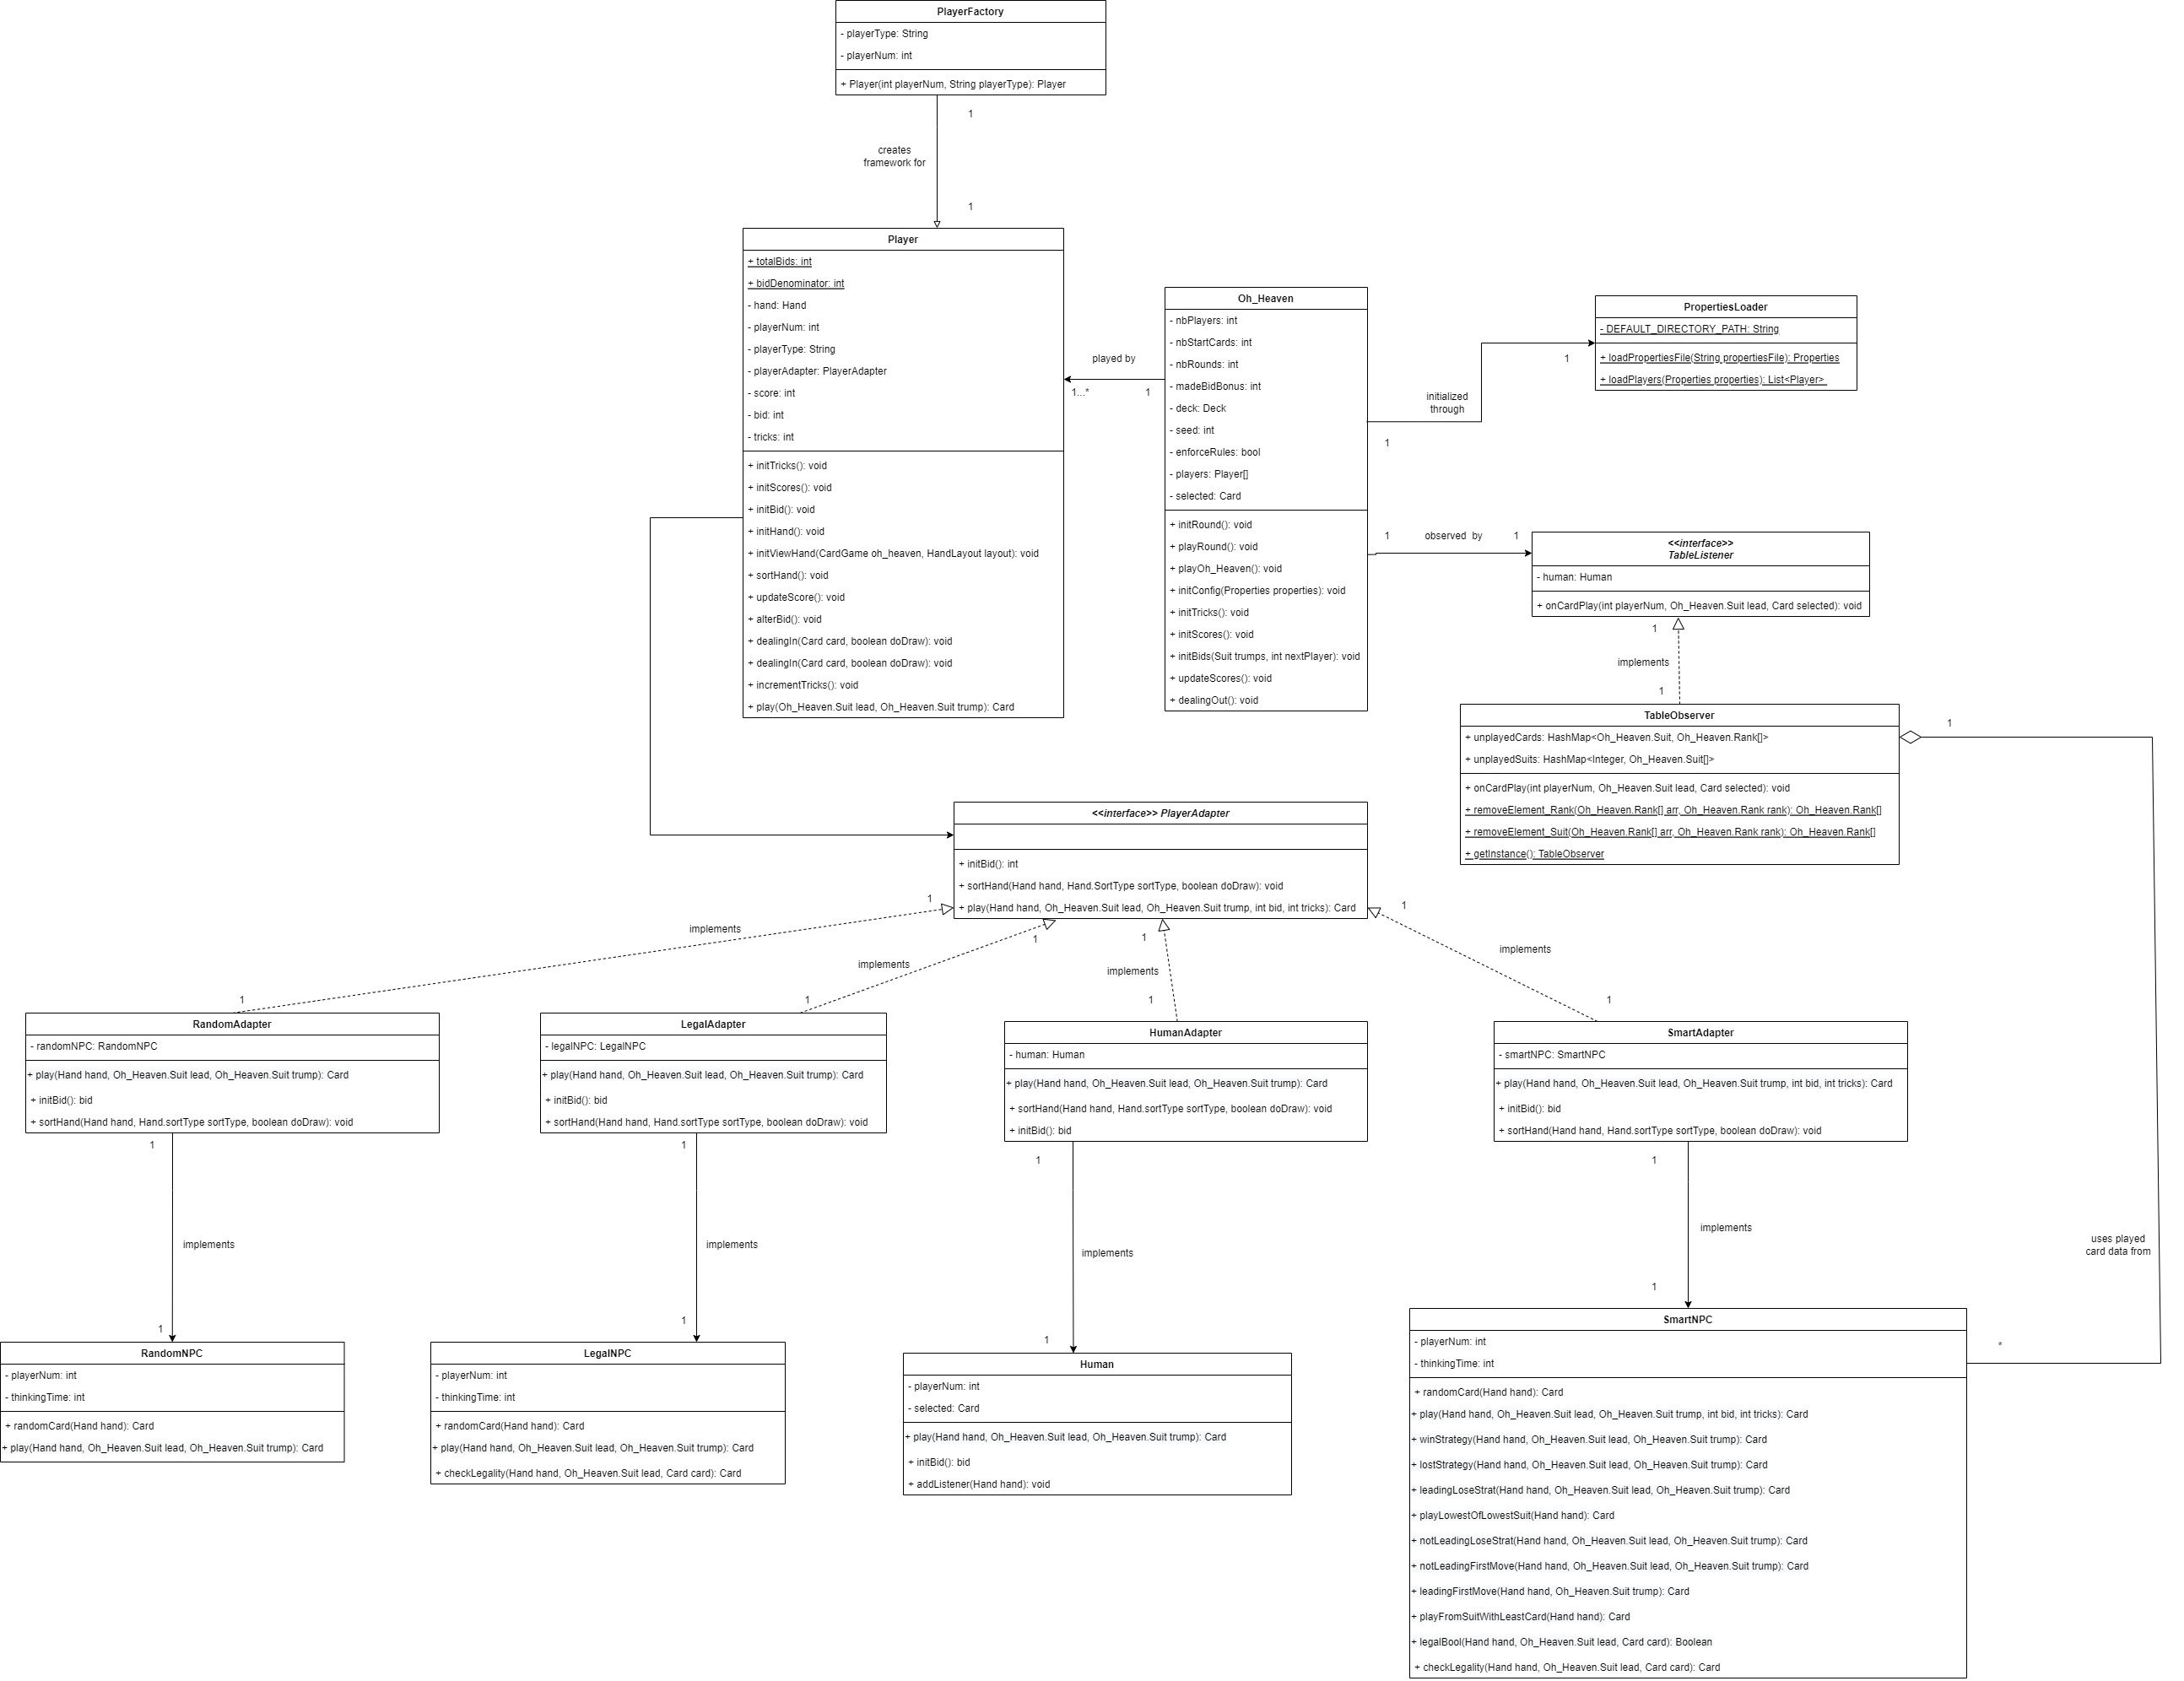 PlayerFactory
- playerType: String
- playerNum: int
+ Player(int playerNum, String playerType): Player
1
creates
framework for
1
Player
+ totalBids: int
+ bidDenominator: int
- hand: Hand
- playerNum: int
- playerType: String
- playerAdapter: PlayerAdapter
- score: int
- bid: int
- tricks: int
+ initTricks(): void
+ initScores(): void
+ initBid(): void
+ initHand(): void
+ initViewHand(CardGame oh_heaven, HandLayout layout): void
+ sortHand(): void
+ updateScore(): void
+ alterBid(): void
+ dealingIn(Card card, boolean doDraw): void
+ dealingIn(Card card, boolean doDraw): void
+ incrementTricks(): void
+ play(Oh_Heaven.Suit lead, Oh_Heaven.Suit trump): Card
played by
1...*
1
Oh_Heaven
- nbPlayers: int
- nbStartCards: int
- nbRounds: int
- madeBidBonus: int
- deck: Deck
- seed: int
- enforceRules: bool
- players: Player[]
- selected: Card
+ initRound(): void
+ playRound(): void
+ playOh_Heaven(): void
+ initConfig(Properties properties): void
+ initTricks(): void
+ initScores(): void
+ initBids(Suit trumps, int nextPlayer): void
+ updateScores(): void
+ dealingOut(): void
initialized
through
1
1
PropertiesLoader
- DEFAULT_DIRECTORY_PATH: String
+ loadPropertiesFile(String propertiesFile): Properties
+ loadPlayers(Properties properties): List<Player>
1
observed by
1
<<interface>>
TableListener
- human: Human
+ onCardPlay(int playerNum, Oh_Heaven.Suit lead, Card selected): void
1
implements
1
TableObserver
+ unplayedCards: HashMap<Oh_Heaven.Suit, Oh_Heaven.Rank[]>
+ unplayedSuits: HashMap<Integer, Oh_Heaven.Suit[]>
+ onCardPlay(int playerNum, Oh_Heaven.Suit lead, Card selected): void
+ removeElement_Rank(Oh_Heaven.Rank[] arr, Oh_Heaven.Rank rank): Oh_Heaven.Rank[]
+ removeElement_Suit(Oh_Heaven.Rank[] arr, Oh_Heaven.Rank rank): Oh_Heaven.Rank[]
+ getInstance(): TableObserver
1
<<interface>> PlayerAdapter
+ initBid(): int
+ sortHand(Hand hand, Hand.SortType sortType, boolean doDraw): void
+ play(Hand hand, Oh_Heaven.Suit lead, Oh_Heaven.Suit trump, int bid, int tricks): Card
1
implements
1
1
implements
1
1
implements
1
1
implements
1
RandomAdapter
- randomNPC: RandomNPC
+ play(Hand hand, Oh_Heaven.Suit lead, Oh_Heaven.Suit trump): Card
+ initBid(): bid
+ sortHand(Hand hand, Hand.sortType sortType, boolean doDraw): void
LegalAdapter
- legalNPC: LegalNPC
+ play(Hand hand, Oh_Heaven.Suit lead, Oh_Heaven.Suit trump): Card
+ initBid(): bid
+ sortHand(Hand hand, Hand.sortType sortType, boolean doDraw): void
HumanAdapter
- human: Human
+ play(Hand hand, Oh_Heaven.Suit lead, Oh_Heaven.Suit trump): Card
+ sortHand(Hand hand, Hand.sortType sortType, boolean doDraw): void
+ initBid(): bid
SmartAdapter
- smartNPC: SmartNPC
+ play(Hand hand, Oh_Heaven.Suit lead, Oh_Heaven.Suit trump, int bid, int tricks): Card
+ initBid(): bid
+ sortHand(Hand hand, Hand.sortType sortType, boolean doDraw): void
1
implements
1
1
implements
1
1
implements
1
1
implements
1
uses played
card data from
*
RandomNPC
- playerNum: int
- thinkingTime: int
+ randomCard(Hand hand): Card
+ play(Hand hand, Oh_Heaven.Suit lead, Oh_Heaven.Suit trump): Card
LegalNPC
- playerNum: int
- thinkingTime: int
+ randomCard(Hand hand): Card
+ play(Hand hand, Oh_Heaven.Suit lead, Oh_Heaven.Suit trump): Card
+ checkLegality(Hand hand, Oh_Heaven.Suit lead, Card card): Card
Human
- playerNum: int
- selected: Card
+ play(Hand hand, Oh_Heaven.Suit lead, Oh_Heaven.Suit trump): Card
+ initBid(): bid
+ addListener(Hand hand): void
SmartNPC
- playerNum: int
- thinkingTime: int
+ randomCard(Hand hand): Card
+ play(Hand hand, Oh_Heaven.Suit lead, Oh_Heaven.Suit trump, int bid, int tricks): Card
+ winStrategy(Hand hand, Oh_Heaven.Suit lead, Oh_Heaven.Suit trump): Card
+ lostStrategy(Hand hand, Oh_Heaven.Suit lead, Oh_Heaven.Suit trump): Card
+ leadingLoseStrat(Hand hand, Oh_Heaven.Suit lead, Oh_Heaven.Suit trump): Card
+ playLowestOfLowestSuit(Hand hand): Card
+ notLeadingLoseStrat(Hand hand, Oh_Heaven.Suit lead, Oh_Heaven.Suit trump): Card
+ notLeadingFirstMove(Hand hand, Oh_Heaven.Suit lead, Oh_Heaven.Suit trump): Card
+ leadingFirstMove(Hand hand, Oh_Heaven.Suit trump): Card
+ playFromSuitWithLeastCard(Hand hand): Card
+ legalBool(Hand hand, Oh_Heaven.Suit lead, Card card): Boolean
+ checkLegality(Hand hand, Oh_Heaven.Suit lead, Card card): Card